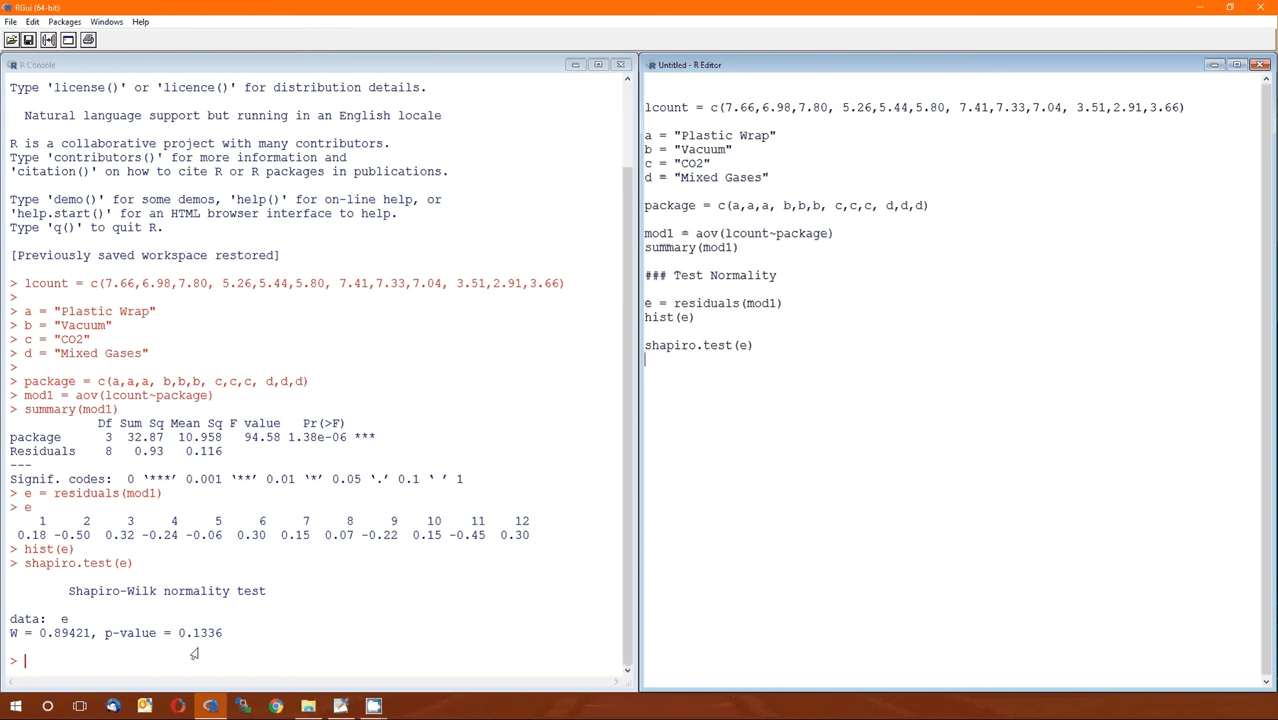 RGui (64-bit)
File Edit Packages Windows Help
R Console
Type 'license()' or 'licence()' for distribution details.
Natural language support but running in an English locale
R is a collaborative project with many contributors.
Type 'contributors()' for more information and
'citation()' on how to cite R or R packages in publications.
Type 'demo()' for some demos, 'help()' for on-line help, or
'help.start()' for an HTML browser interface to help.
Type 'q()' to quit R.
[Previously saved workspace restored]
> lcount = c(7.66,6.98,7.80, 5.26,5.44,5.80, 7.41,7.33,7.04, 3.51,2.91,3.66)
>
> a = "Plastic Wrap"
> b = "Vacuum"
> c = "CO2"
> d = "Mixed Gases"
>
> package = c(a,a,a, b,b,b, c,c,c, d,d,d)
> mod1 = aov(lcount~package)
> summary(mod1)
Df Sum Sq Mean Sq F value Pr(>F)
package 3 32.87 10.958 94.58 1.38e-06 ***
Residuals 8 0.93 0.116
---
Signif. codes: 0 ‘***’ 0.001 ‘**’ 0.01 ‘*’ 0.05 ‘.’ 0.1 ‘ ’ 1
> e = residuals(mod1)
> e
1 2 3 4 5 6 7 8 9 10 11 12
0.18 -0.50 0.32 -0.24 -0.06 0.30 0.15 0.07 -0.22 0.15 -0.45 0.30
> hist(e)
> shapiro.test(e)
Shapiro-Wilk normality test
data: e
W = 0.89421, p-value = 0.1336
>
Untitled - R Editor
lcount = c(7.66,6.98,7.80, 5.26,5.44,5.80, 7.41,7.33,7.04, 3.51,2.91,3.66)
a = "Plastic Wrap"
b = "Vacuum"
c = "CO2"
d = "Mixed Gases"
package = c(a,a,a, b,b,b, c,c,c, d,d,d)
mod1 = aov(lcount~package)
summary(mod1)
### Test Normality
e = residuals(mod1)
hist(e)
shapiro.test(e)